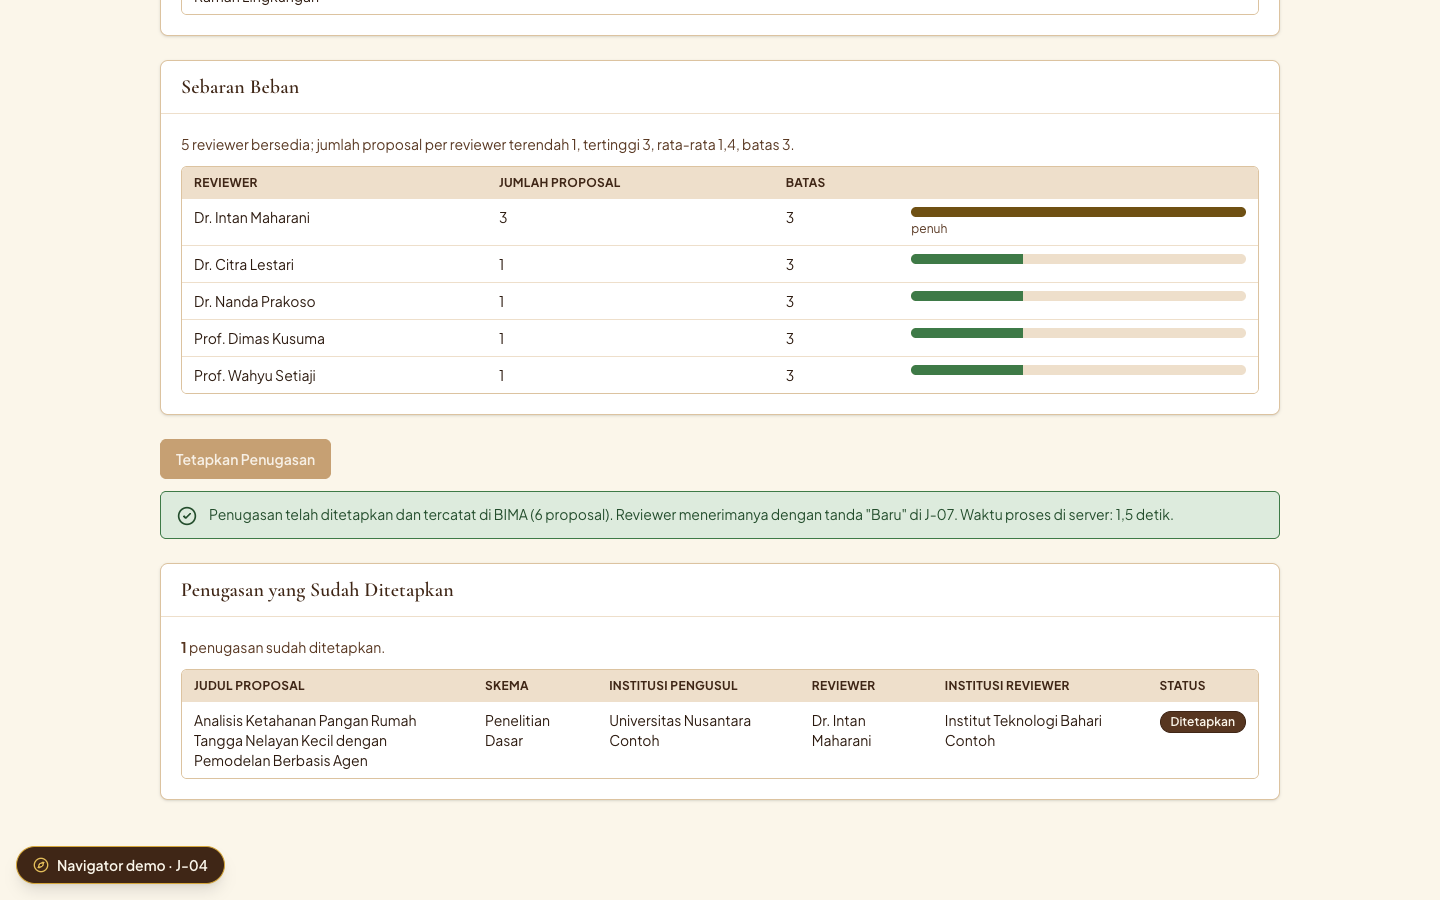 Sebaran Beban
5 reviewer bersedia; jumlah proposal per reviewer terendah 1, tertinggi 3, rata-rata 1,4, batas 3.
REVIEWER JUMLAH PROPOSAL BATAS
Dr. Intan Maharani 3 3
penuh
Dr. Citra Lestari 1 3
Dr. Nanda Prakoso 1 3
Prof. Dimas Kusuma 1 3
Prof. Wahyu Setiaji 1 3
Tetapkan Penugasan
Penugasan telah ditetapkan dan tercatat di BIMA (6 proposal). Reviewer menerimanya dengan tanda "Baru" di J-07. Waktu proses di server: 1,5 detik.
Penugasan yang Sudah Ditetapkan
1 penugasan sudah ditetapkan.
JUDUL PROPOSAL SKEMA INSTITUSI PENGUSUL REVIEWER INSTITUSI REVIEWER STATUS
Analisis Ketahanan Pangan Rumah Penelitian Universitas Nusantara Dr. Intan Institut Teknologi Bahari Ditetapkan
Tangga Nelayan Kecil dengan Dasar Contoh Maharani Contoh
Pemodelan Berbasis Agen
Navigator demo · J-04